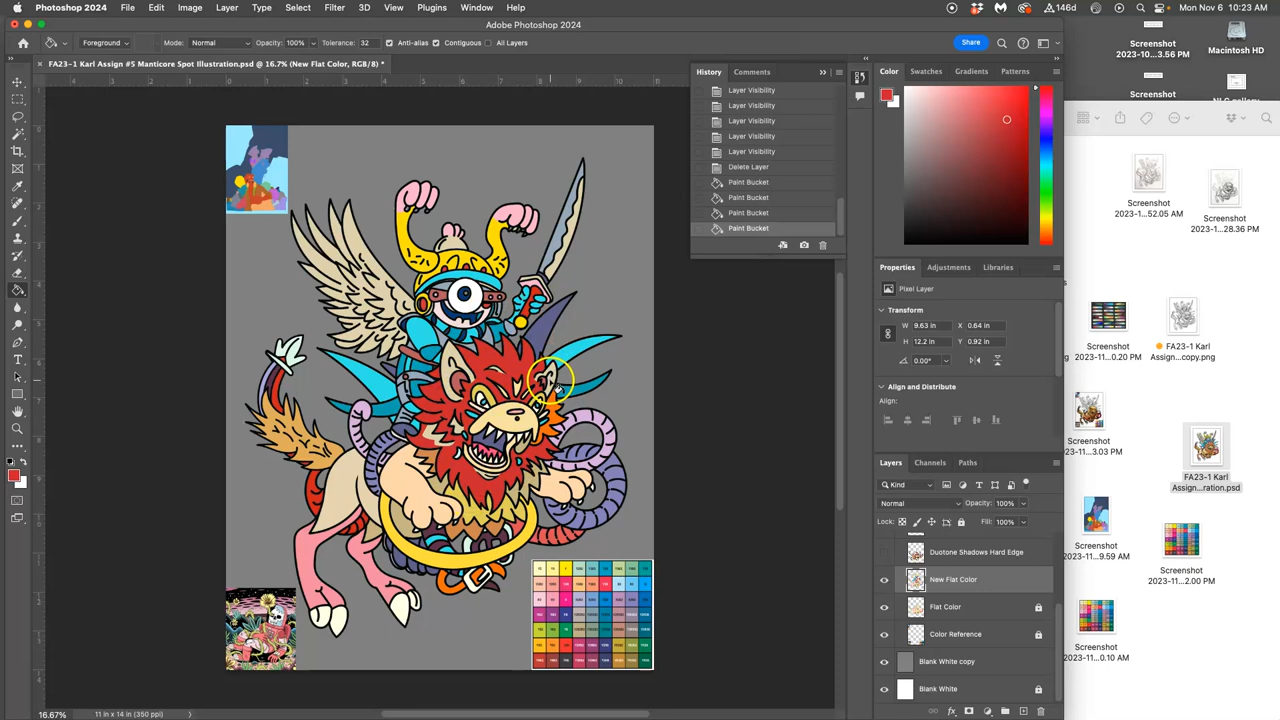 Photoshop 2024 File Edit Image Layer Type Select Filter 3D View Plugins Window Help 146d Mon Nov 6 10:23 AM
Adobe Photoshop 2024
Foreground Mode: Normal Opacity: 100% Tolerance: 32 Anti-alias Contiguous All Layers Share
FA23-1 Karl Assign #5 Manticore Spot Illustration.psd @ 16.7% (New Flat Color, RGB/8) *
History Comments
Layer Visibility
Layer Visibility
Layer Visibility
Layer Visibility
Layer Visibility
Delete Layer
Paint Bucket
Paint Bucket
Paint Bucket
Paint Bucket
Color Swatches Gradients Patterns
Properties Adjustments Libraries
Pixel Layer
Transform
W 9.63 in X 0.64 in
H 12.2 in Y 0.92 in
0.00°
Align and Distribute
Align:
Layers Channels Paths
Kind
Normal Opacity: 100%
Lock: Fill: 100%
Duotone Shadows Hard Edge
New Flat Color
Flat Color
Color Reference
Blank White copy
Blank White
16.67% 11 in x 14 in (350 ppi)
Screenshot
2023-1...3.56 PM
Macintosh HD
Screenshot
NLC gallery
Screenshot
2023-1...52.05 AM
Screenshot
2023-1...28.36 PM
Screenshot
2023-11...0.20 PM
FA23-1 Karl
Assign...copy.png
Screenshot
2023-11...3.03 PM
FA23-1 Karl
Assign...ration.psd
Screenshot
2023-11...9.59 AM
Screenshot
2023-11...2.00 PM
Screenshot
2023-11...0.10 AM